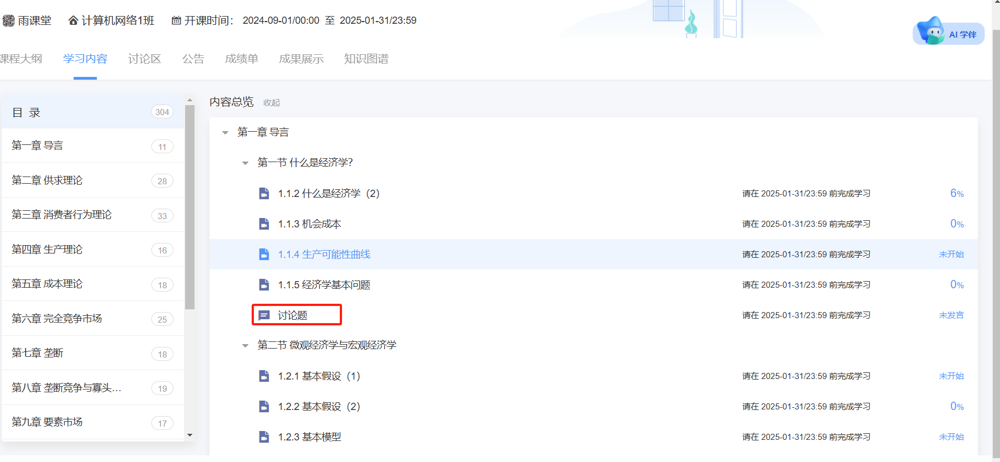 雨课堂 计算机网络1班 开课时间： 2024-09-01/00:00 至 2025-01-31/23:59
AI 学伴
课程大纲 学习内容 讨论区 公告 成绩单 成果展示 知识图谱
目 录 304
第一章 导言 11
第二章 供求理论 28
第三章 消费者行为理论 33
第四章 生产理论 16
第五章 成本理论 18
第六章 完全竞争市场 25
第七章 垄断 18
第八章 垄断竞争与寡头... 19
第九章 要素市场 17
内容总览 收起
第一章 导言
第一节 什么是经济学?
1.1.2 什么是经济学（2） 请在 2025-01-31/23:59 前完成学习 6%
1.1.3 机会成本 请在 2025-01-31/23:59 前完成学习 0%
1.1.4 生产可能性曲线 请在 2025-01-31/23:59 前完成学习 未开始
1.1.5 经济学基本问题 请在 2025-01-31/23:59 前完成学习 0%
讨论题 请在 2025-01-31/23:59 前完成学习 未发言
第二节 微观经济学与宏观经济学
1.2.1 基本假设（1） 请在 2025-01-31/23:59 前完成学习 未开始
1.2.2 基本假设（2） 请在 2025-01-31/23:59 前完成学习 0%
1.2.3 基本模型 请在 2025-01-31/23:59 前完成学习 未开始